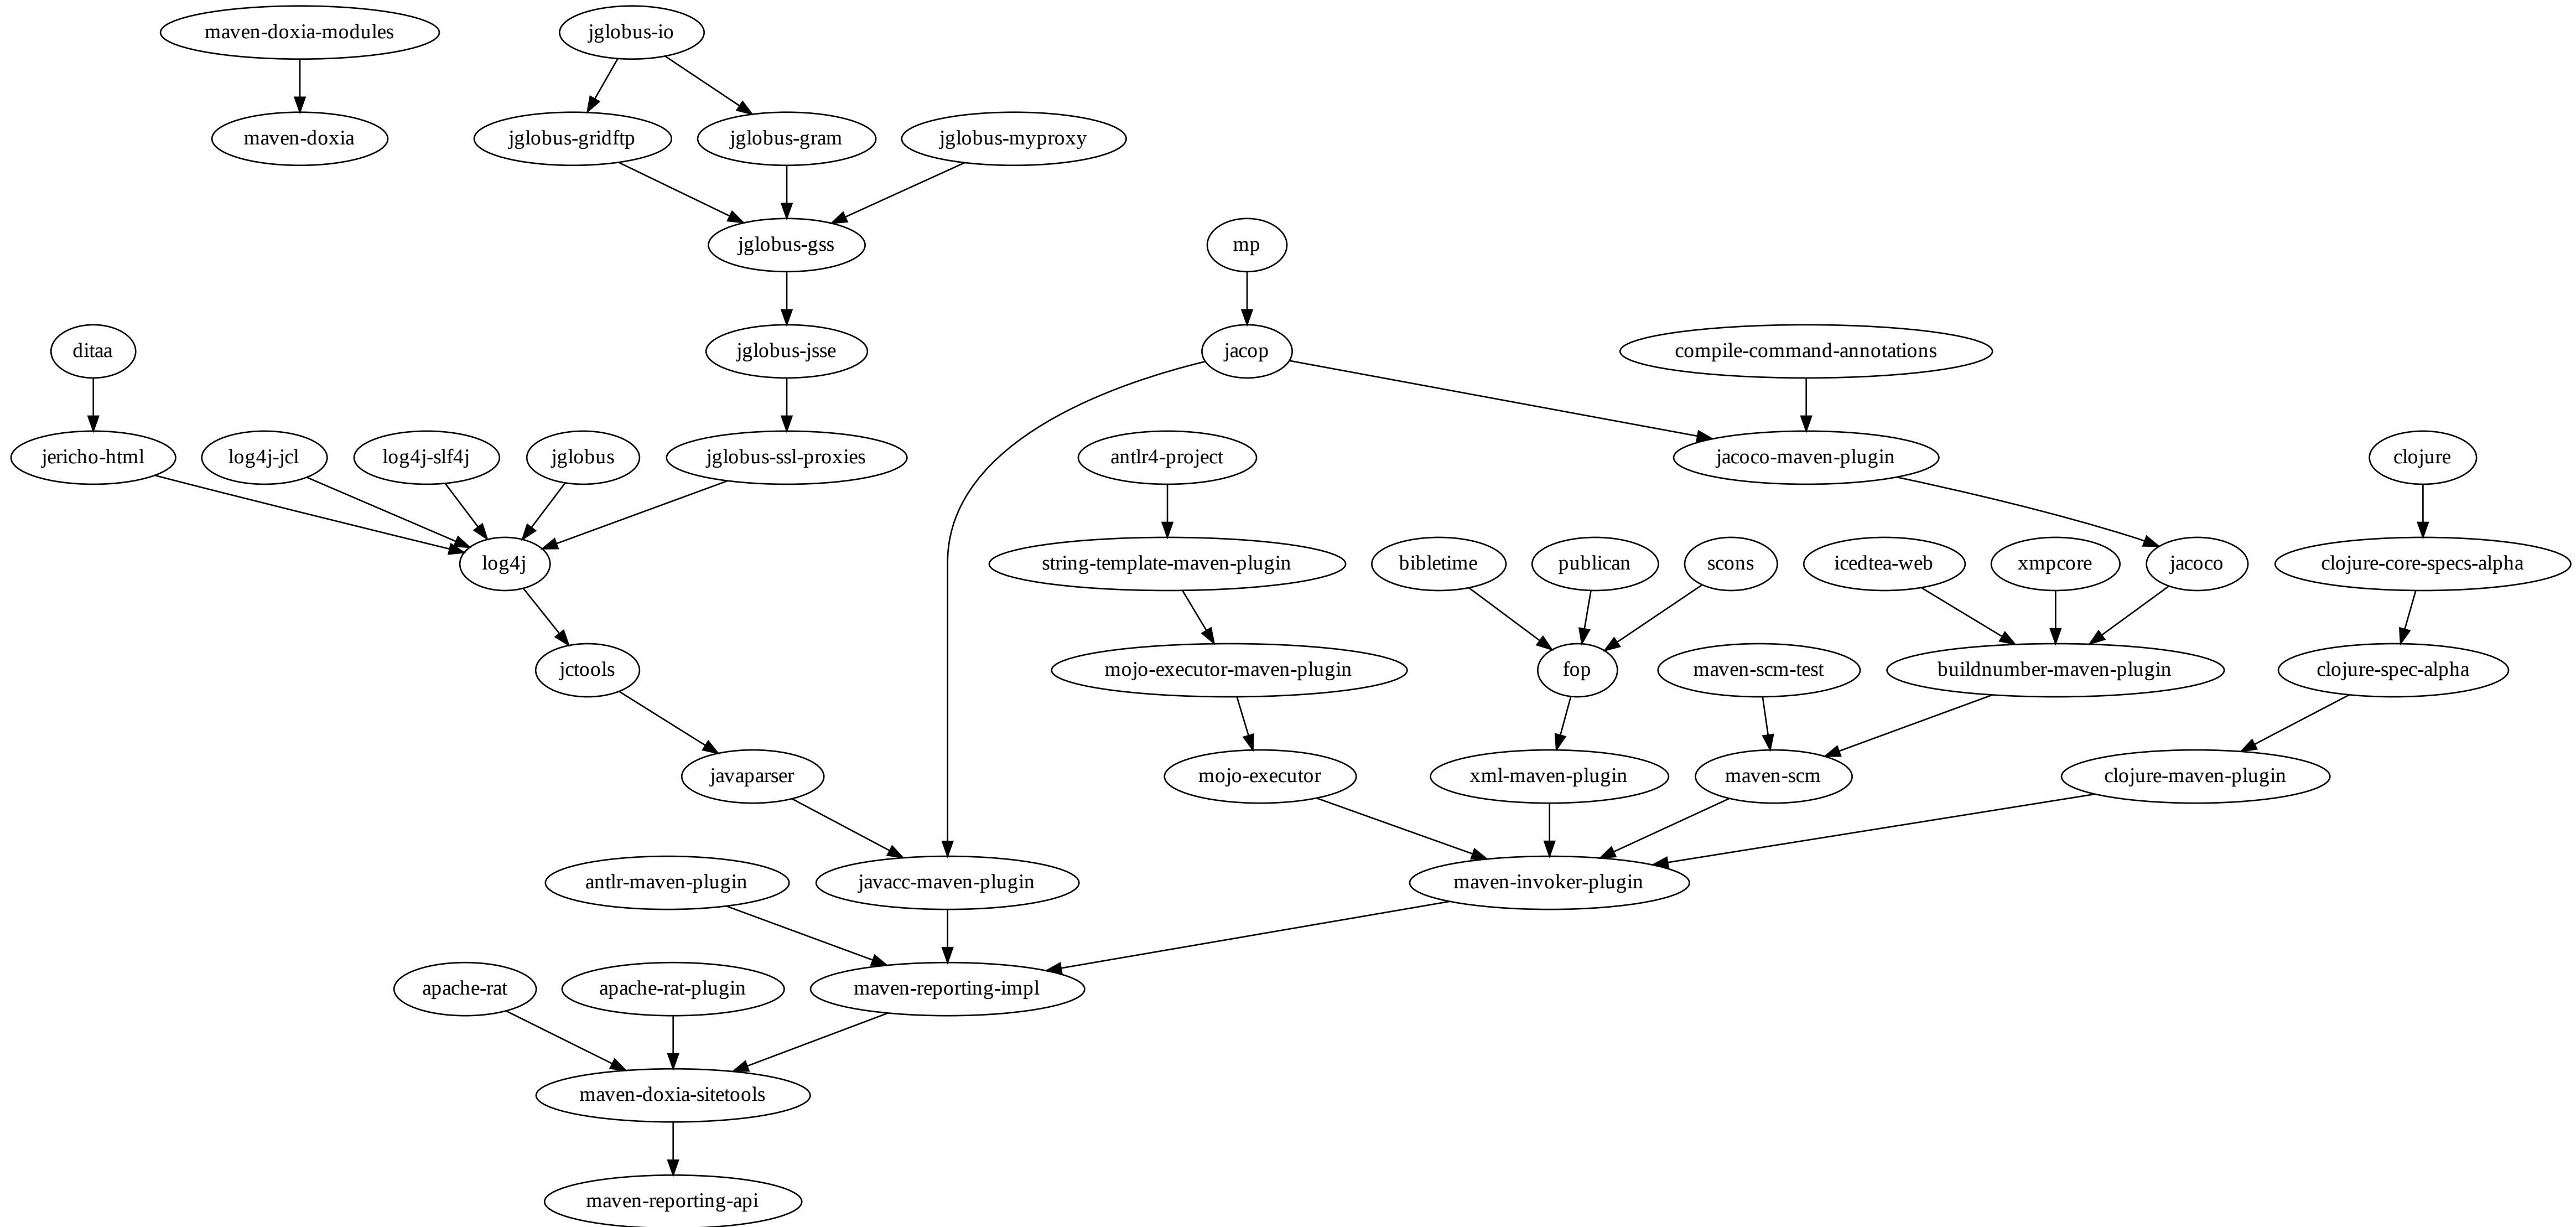 maven-doxia-modules
jglobus-io
maven-doxia
jglobus-gridftp
jglobus-gram
jglobus-myproxy
jglobus-gss
mp
ditaa
jglobus-jsse
jacop
compile-command-annotations
jericho-html
log4j-jcl
log4j-slf4j
jglobus
jglobus-ssl-proxies
antlr4-project
jacoco-maven-plugin
clojure
log4j
string-template-maven-plugin
bibletime
publican
scons
icedtea-web
xmpcore
jacoco
clojure-core-specs-alpha
jctools
mojo-executor-maven-plugin
fop
maven-scm-test
buildnumber-maven-plugin
clojure-spec-alpha
javaparser
mojo-executor
xml-maven-plugin
maven-scm
clojure-maven-plugin
antlr-maven-plugin
javacc-maven-plugin
maven-invoker-plugin
apache-rat
apache-rat-plugin
maven-reporting-impl
maven-doxia-sitetools
maven-reporting-api